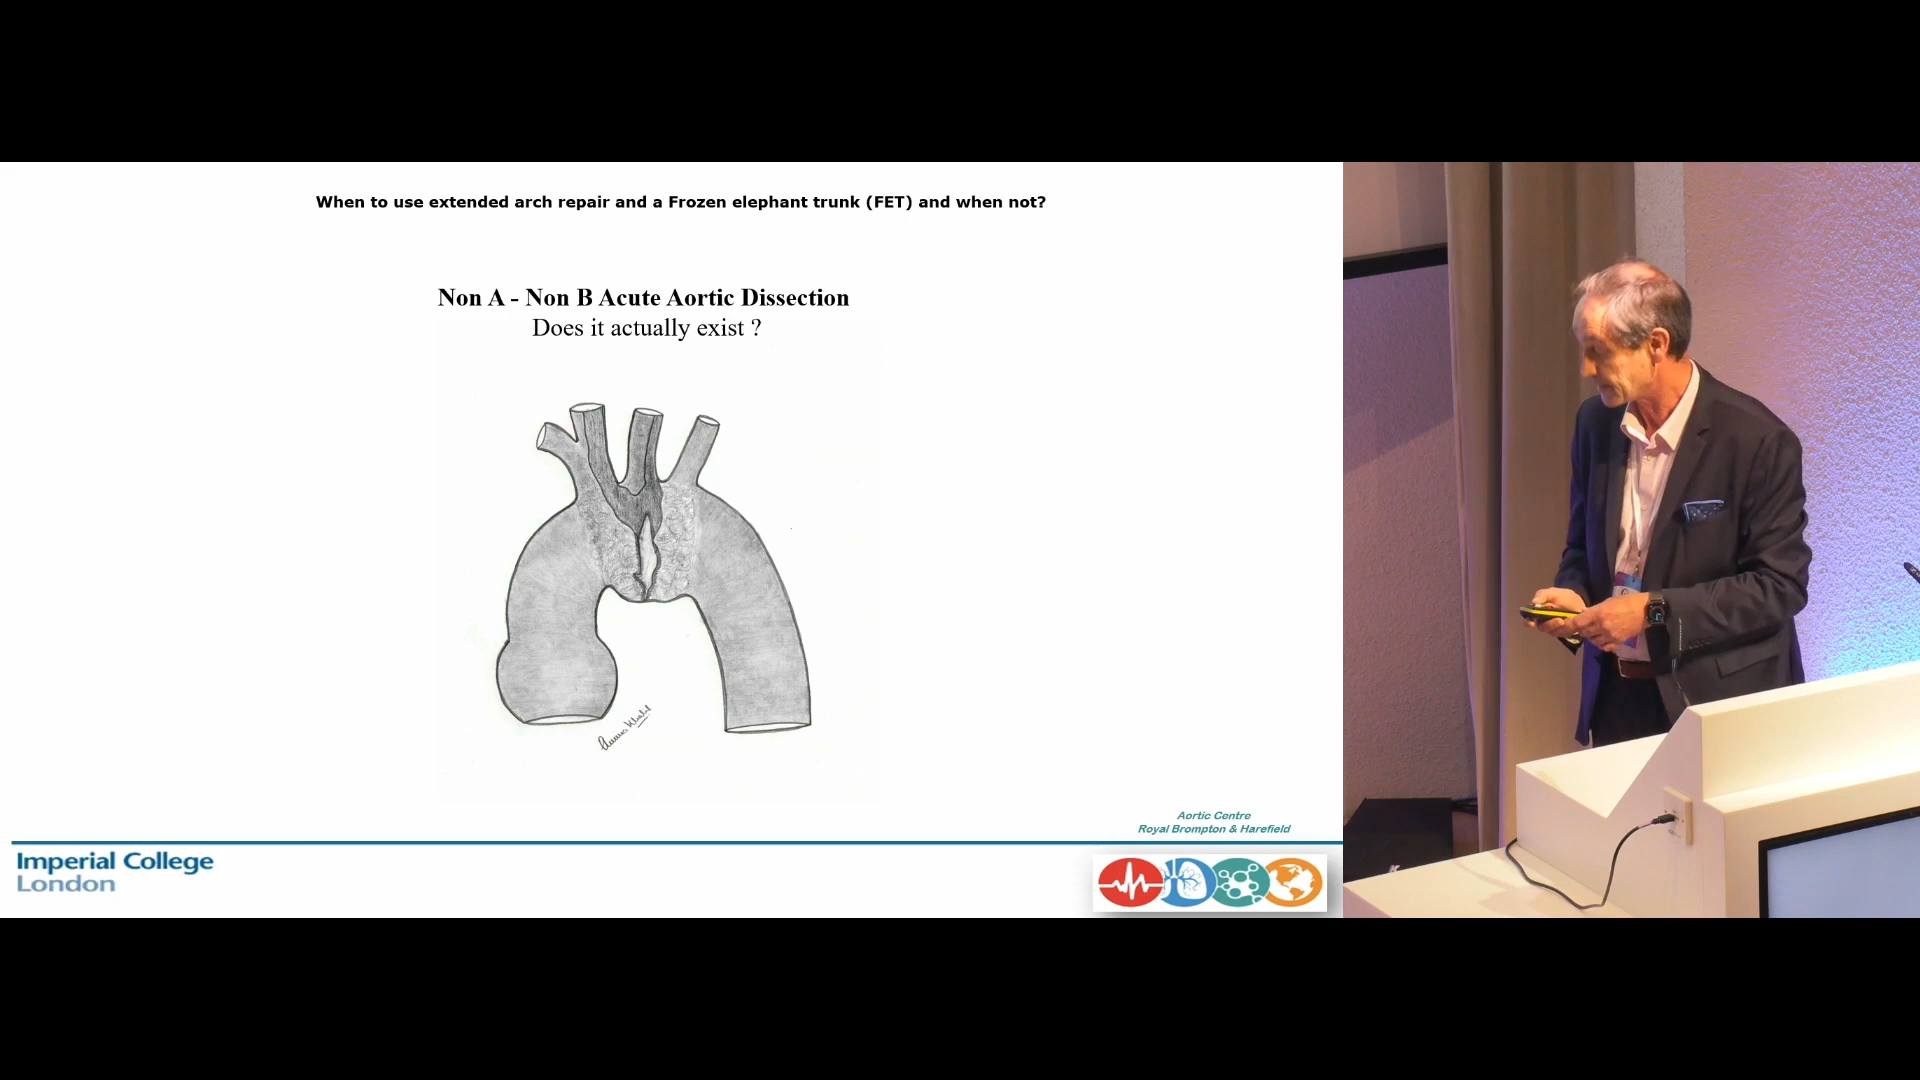 When to use extended arch repair and a Frozen elephant trunk (FET) and when not?
Non A - Non B Acute Aortic Dissection
Does it actually exist ?
Aortic Centre
Royal Brompton & Harefield
Imperial College
London